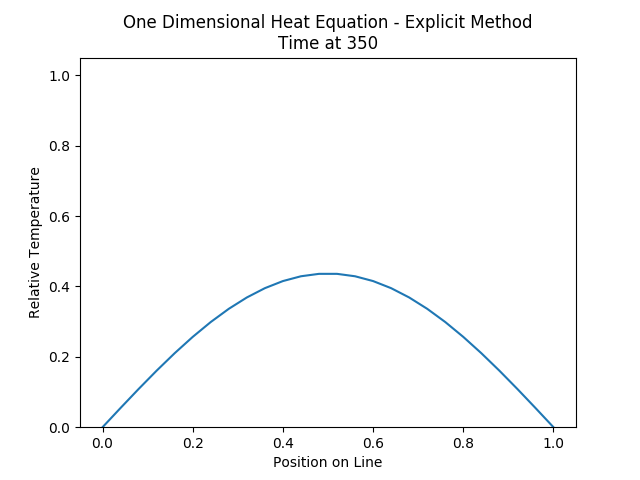 One Dimensional Heat Equation - Explicit Method
Time at 350
1.0
0.8
0.6
0.4
0.2
0.0
Relative Temperature
0.0 0.2 0.4 0.6 0.8 1.0
Position on Line